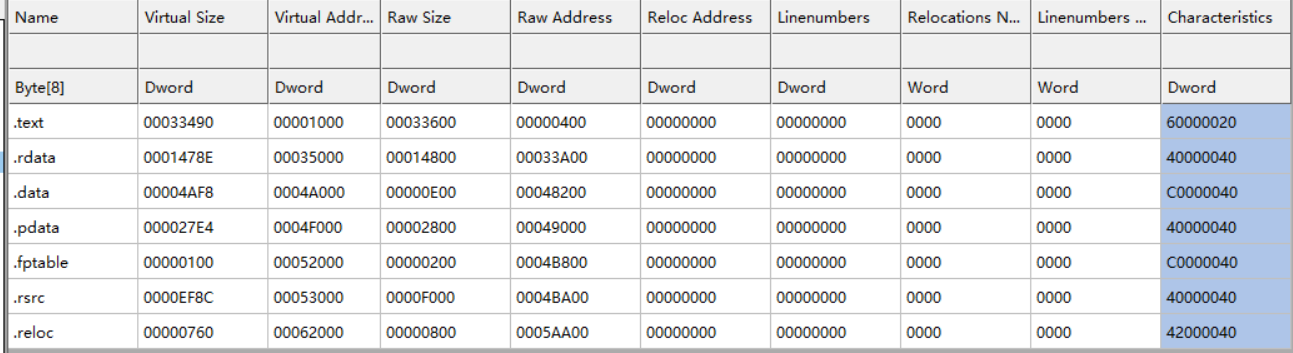 Name Virtual Size Virtual Addr... Raw Size Raw Address Reloc Address Linenumbers Relocations N... Linenumbers ... Characteristics
Byte[8] Dword Dword Dword Dword Dword Dword Word Word Dword
.text 00033490 00001000 00033600 00000400 00000000 00000000 0000 0000 60000020
.rdata 0001478E 00035000 00014800 00033A00 00000000 00000000 0000 0000 40000040
.data 00004AF8 0004A000 00000E00 00048200 00000000 00000000 0000 0000 C0000040
.pdata 000027E4 0004F000 00002800 00049000 00000000 00000000 0000 0000 40000040
.fptable 00000100 00052000 00000200 0004B800 00000000 00000000 0000 0000 C0000040
.rsrc 0000EF8C 00053000 0000F000 0004BA00 00000000 00000000 0000 0000 40000040
.reloc 00000760 00062000 00000800 0005AA00 00000000 00000000 0000 0000 42000040